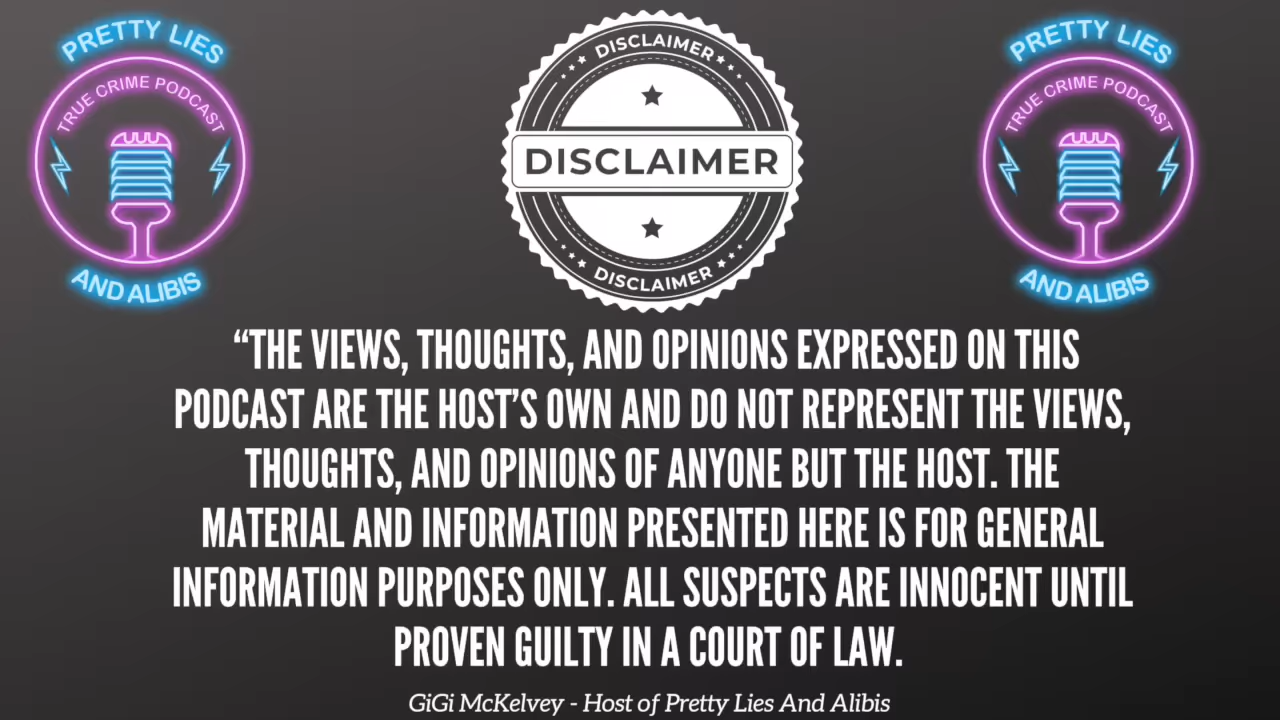 PRETTY LIES
TRUE CRIME PODCAST
AND ALIBIS
DISCLAIMER
DISCLAIMER
DISCLAIMER
PRETTY LIES
TRUE CRIME PODCAST
AND ALIBIS
“THE VIEWS, THOUGHTS, AND OPINIONS EXPRESSED ON THIS
PODCAST ARE THE HOST’S OWN AND DO NOT REPRESENT THE VIEWS,
THOUGHTS, AND OPINIONS OF ANYONE BUT THE HOST. THE
MATERIAL AND INFORMATION PRESENTED HERE IS FOR GENERAL
INFORMATION PURPOSES ONLY. ALL SUSPECTS ARE INNOCENT UNTIL
PROVEN GUILTY IN A COURT OF LAW.
GiGi McKelvey - Host of Pretty Lies And Alibis